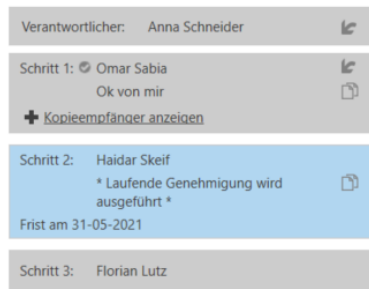 Verantwortlicher: Anna Schneider
Schritt 1: Omar Sabia
Ok von mir
Kopieempfänger anzeigen
Schritt 2: Haidar Skeif
* Laufende Genehmigung wird
ausgeführt *
Frist am 31-05-2021
Schritt 3: Florian Lutz